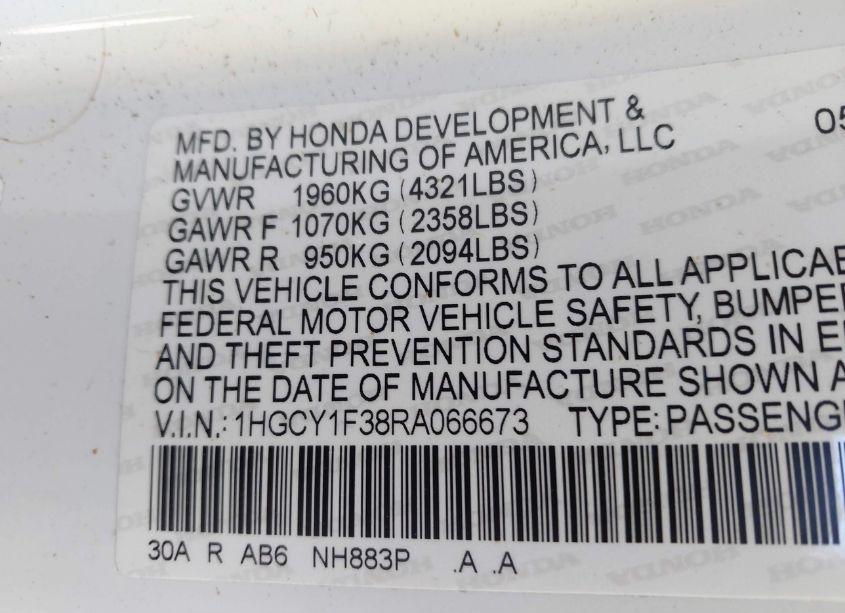 MFD. BY HONDA DEVELOPMENT &
MANUFACTURING OF AMERICA, LLC
05
GVWR 1960KG (4321LBS)
GAWR F 1070KG (2358LBS)
GAWR R 950KG (2094LBS)
THIS VEHICLE CONFORMS TO ALL APPLICAB
FEDERAL MOTOR VEHICLE SAFETY, BUMPER
AND THEFT PREVENTION STANDARDS IN E
ON THE DATE OF MANUFACTURE SHOWN A
V.I.N.: 1HGCY1F38RA066673 TYPE: PASSENG
30A R AB6 NH883P .A .A